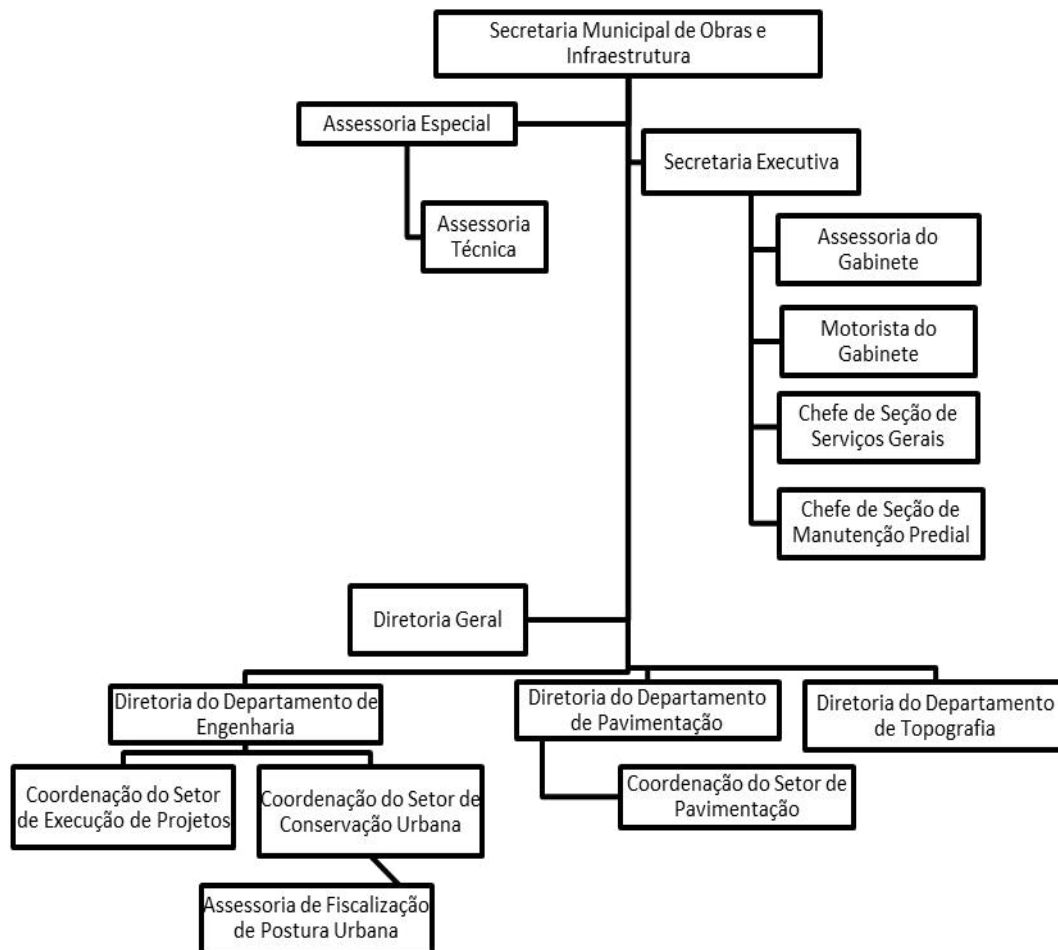 Secretaria Municipal de Obras e
Infraestrutura
Assessoria Especial
Secretaria Executiva
Assessoria
Técnica
Assessoria do
Gabinete
Motorista do
Gabinete
Chefe de Seção de
Serviços Gerais
Chefe de Seção de
Manutenção Predial
Diretoria Geral
Diretoria do Departamento de
Engenharia
Diretoria do Departamento
de Pavimentação
Diretoria do Departamento
de Topografia
Coordenação do Setor
de Execução de Projetos
Coordenação do Setor de
Conservação Urbana
Coordenação do Setor de
Pavimentação
Assessoria de Fiscalização
de Postura Urbana